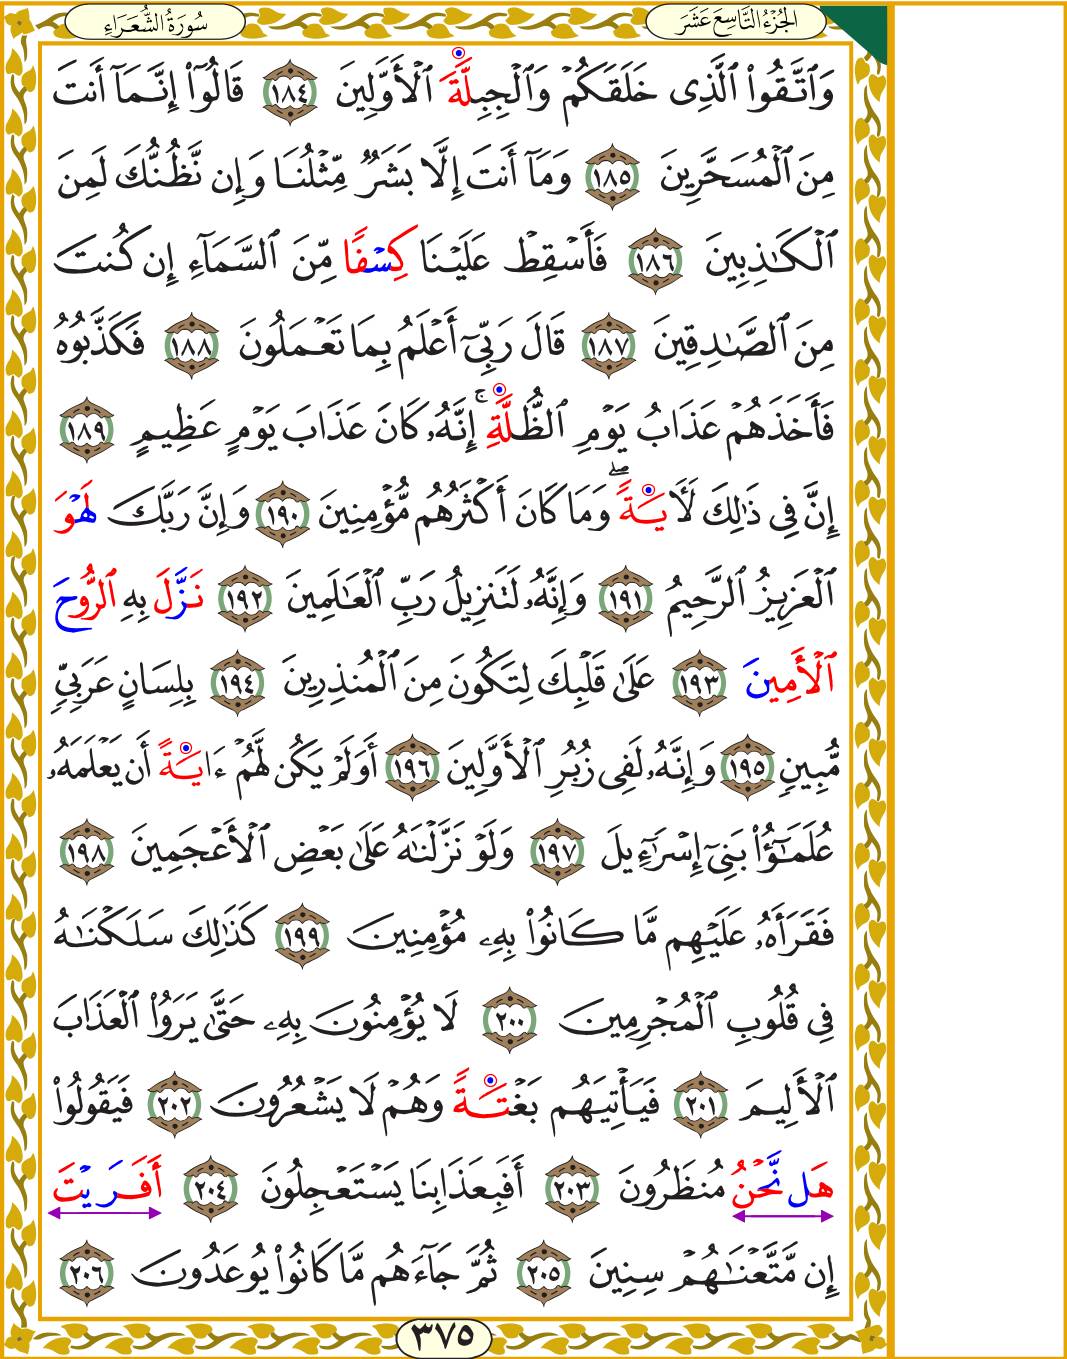 الجُزْءُ التَّاسِعَ عَشَرَ
سُورَةُ الشُّعَرَاءِ
وَٱتَّقُواْ ٱلَّذِى خَلَقَكُمْ وَٱلْجِبِلَّةَ ٱلْأَوَّلِينَ ١٨٤ قَالُوٓاْ إِنَّمَآ أَنتَ
مِنَ ٱلْمُسَحَّرِينَ ١٨٥ وَمَآ أَنتَ إِلَّا بَشَرٌ مِّثْلُنَا وَإِن نَّظُنُّكَ لَمِنَ
ٱلْكَـٰذِبِينَ ١٨٦ فَأَسْقِطْ عَلَيْنَا كِسْفًا مِّنَ ٱلسَّمَآءِ إِن كُنتَ
مِنَ ٱلصَّـٰدِقِينَ ١٨٧ قَالَ رَبِّىٓ أَعْلَمُ بِمَا تَعْمَلُونَ ١٨٨ فَكَذَّبُوهُ
فَأَخَذَهُمْ عَذَابُ يَوْمِ ٱلظُّلَّةِ ۚ إِنَّهُۥ كَانَ عَذَابَ يَوْمٍ عَظِيمٍ ١٨٩
إِنَّ فِى ذَٰلِكَ لَأٓيَةً ۖ وَمَا كَانَ أَكْثَرُهُم مُّؤْمِنِينَ ١٩٠ وَإِنَّ رَبَّكَ لَهْوَ
ٱلْعَزِيزُ ٱلرَّحِيمُ ١٩١ وَإِنَّهُۥ لَتَنزِيلُ رَبِّ ٱلْعَـٰلَمِينَ ١٩٢ نَزَّلَ بِهِ ٱلرُّوحَ
ٱلْأَمِينَ ١٩٣ عَلَىٰ قَلْبِكَ لِتَكُونَ مِنَ ٱلْمُنذِرِينَ ١٩٤ بِلِسَانٍ عَرَبِىٍّ
مُّبِينٍ ١٩٥ وَإِنَّهُۥ لَفِى زُبُرِ ٱلْأَوَّلِينَ ١٩٦ أَوَلَمْ يَكُن لَّهُمْ ءَايَةً أَن يَعْلَمَهُۥ
عُلَمَـٰٓؤُاْ بَنِىٓ إِسْرَٰٓءِيلَ ١٩٧ وَلَوْ نَزَّلْنَـٰهُ عَلَىٰ بَعْضِ ٱلْأَعْجَمِينَ ١٩٨
فَقَرَأَهُۥ عَلَيْهِم مَّا كَانُواْ بِهِۦ مُؤْمِنِينَ ١٩٩ كَذَٰلِكَ سَلَكْنَـٰهُ
فِى قُلُوبِ ٱلْمُجْرِمِينَ ٢٠٠ لَا يُؤْمِنُونَ بِهِۦ حَتَّىٰ يَرَوُاْ ٱلْعَذَابَ
ٱلْأَلِيمَ ٢٠١ فَيَأْتِيَهُم بَغْتَةً وَهُمْ لَا يَشْعُرُونَ ٢٠٢ فَيَقُولُواْ
هَل نَّحْنُ مُنظَرُونَ ٢٠٣ أَفَبِعَذَابِنَا يَسْتَعْجِلُونَ ٢٠٤ أَفَرَيْتَ
إِن مَّتَّعْنَـٰهُمْ سِنِينَ ٢٠٥ ثُمَّ جَآءَهُم مَّا كَانُواْ يُوعَدُونَ ٢٠٦
٣٧٥